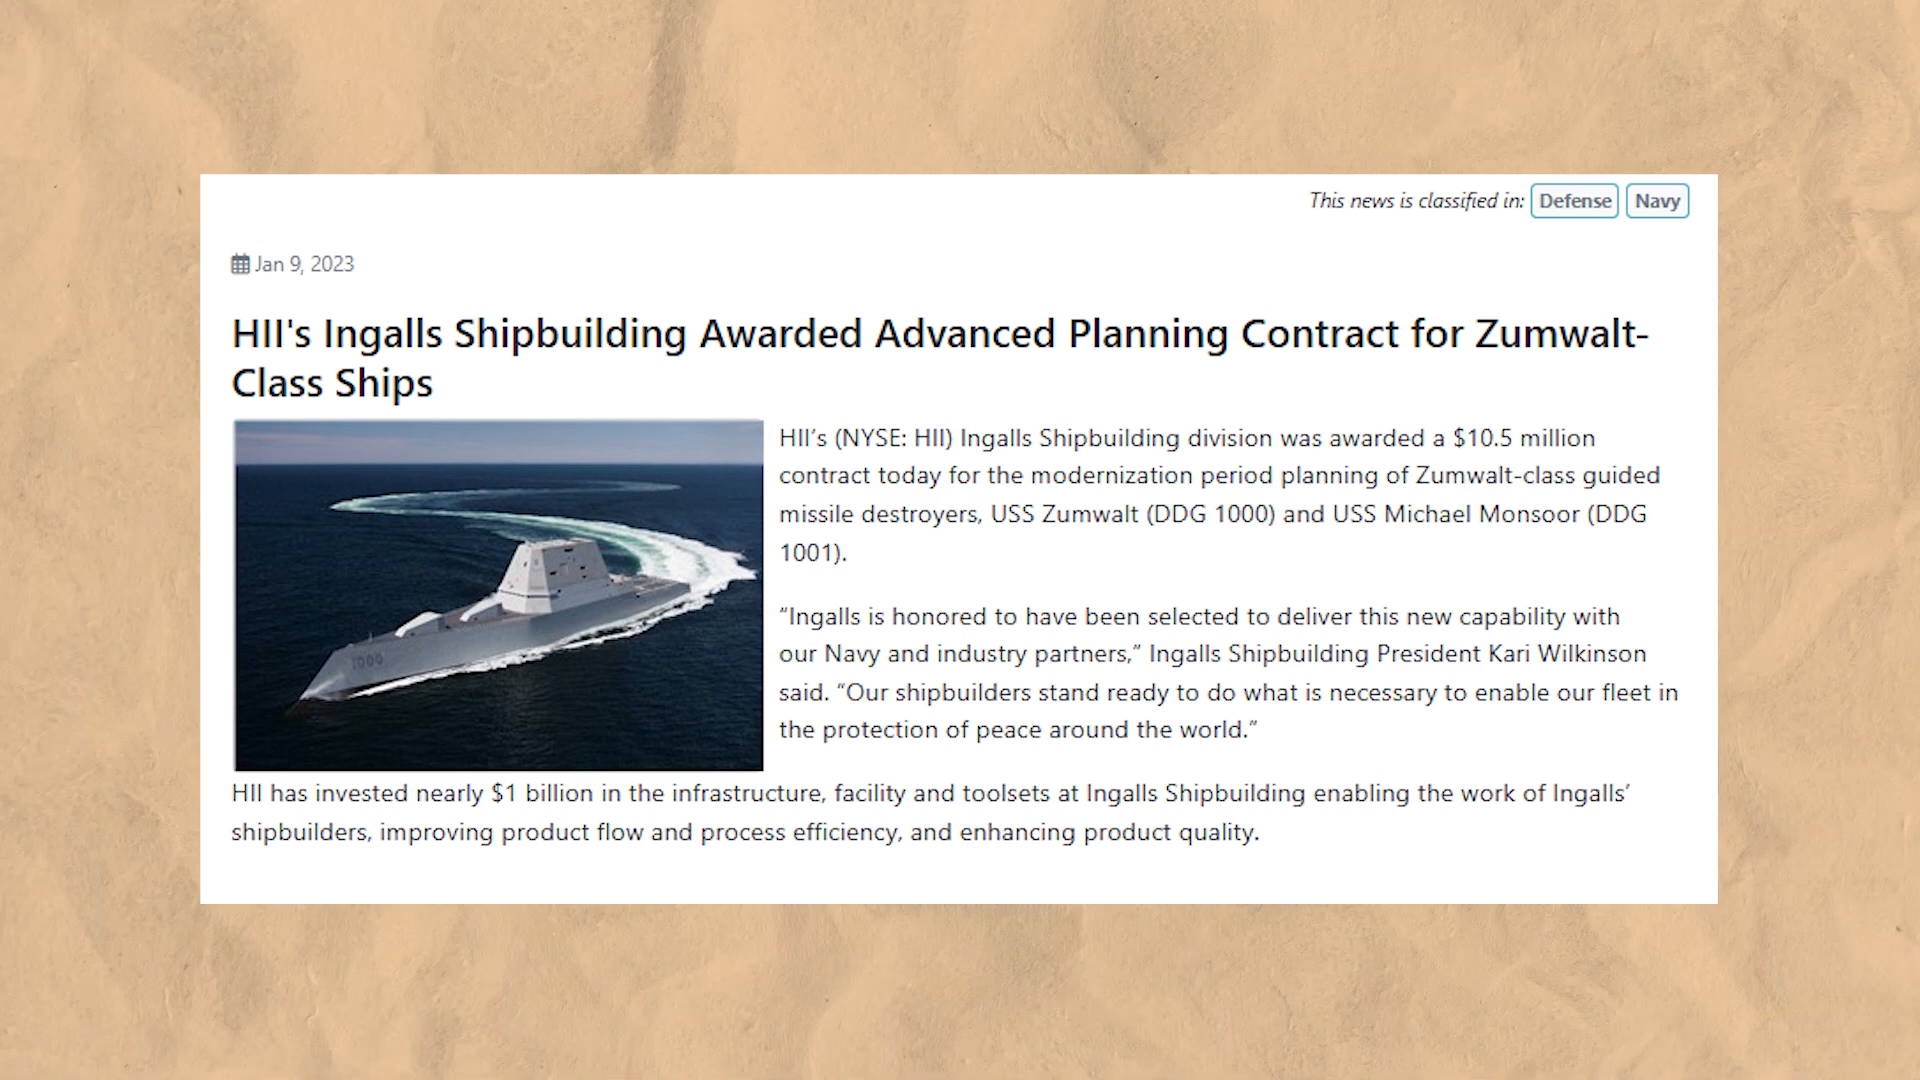 This news is classified in: Defense Navy
Jan 9, 2023
HII's Ingalls Shipbuilding Awarded Advanced Planning Contract for Zumwalt-
Class Ships
HII’s (NYSE: HII) Ingalls Shipbuilding division was awarded a $10.5 million
contract today for the modernization period planning of Zumwalt-class guided
missile destroyers, USS Zumwalt (DDG 1000) and USS Michael Monsoor (DDG
1001).
“Ingalls is honored to have been selected to deliver this new capability with
our Navy and industry partners,” Ingalls Shipbuilding President Kari Wilkinson
said. “Our shipbuilders stand ready to do what is necessary to enable our fleet in
the protection of peace around the world.”
1000
HII has invested nearly $1 billion in the infrastructure, facility and toolsets at Ingalls Shipbuilding enabling the work of Ingalls’
shipbuilders, improving product flow and process efficiency, and enhancing product quality.